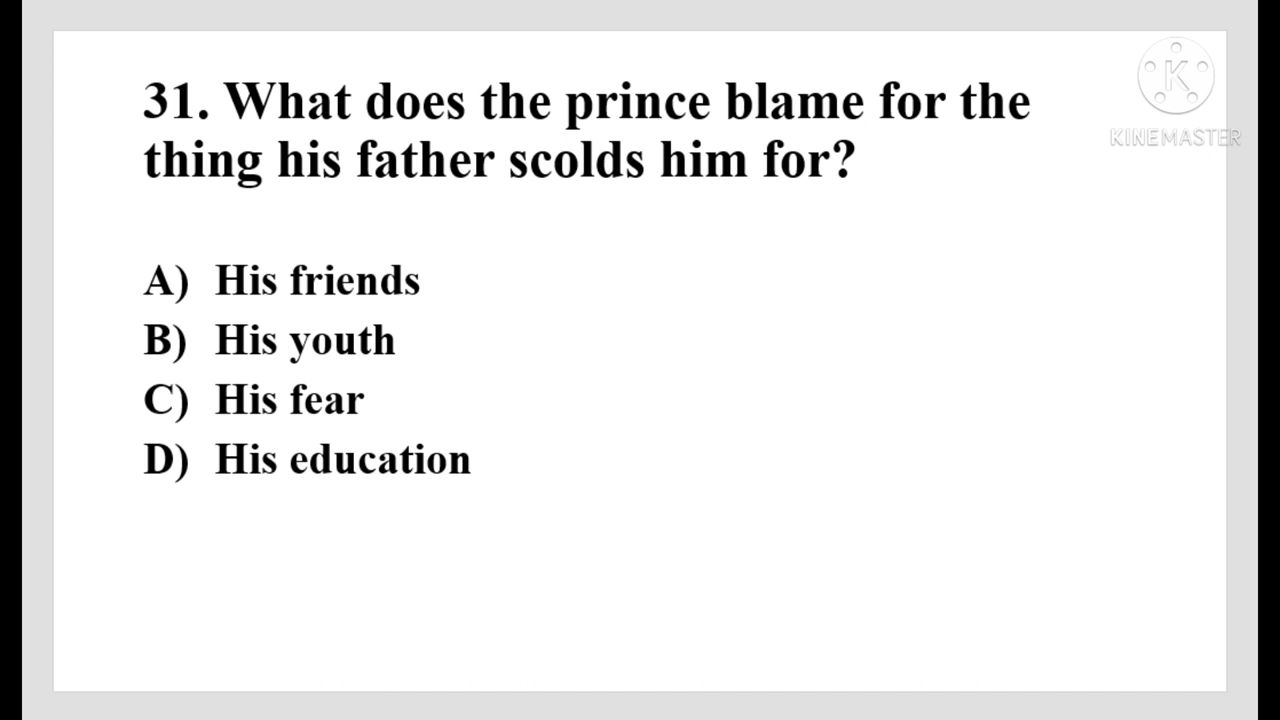 31. What does the prince blame for the
thing his father scolds him for?
A) His friends
B) His youth
C) His fear
D) His education
K
KINEMASTER